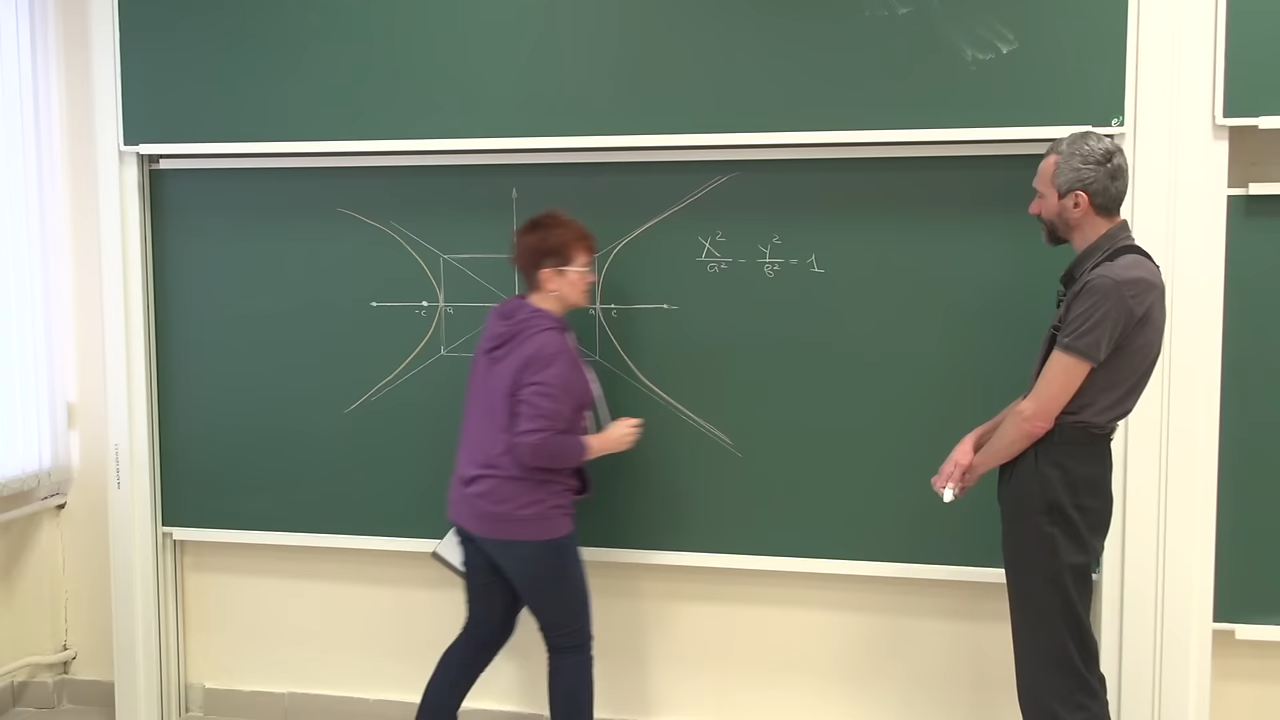 x²/a² - y²/b² = 1
-c a a c